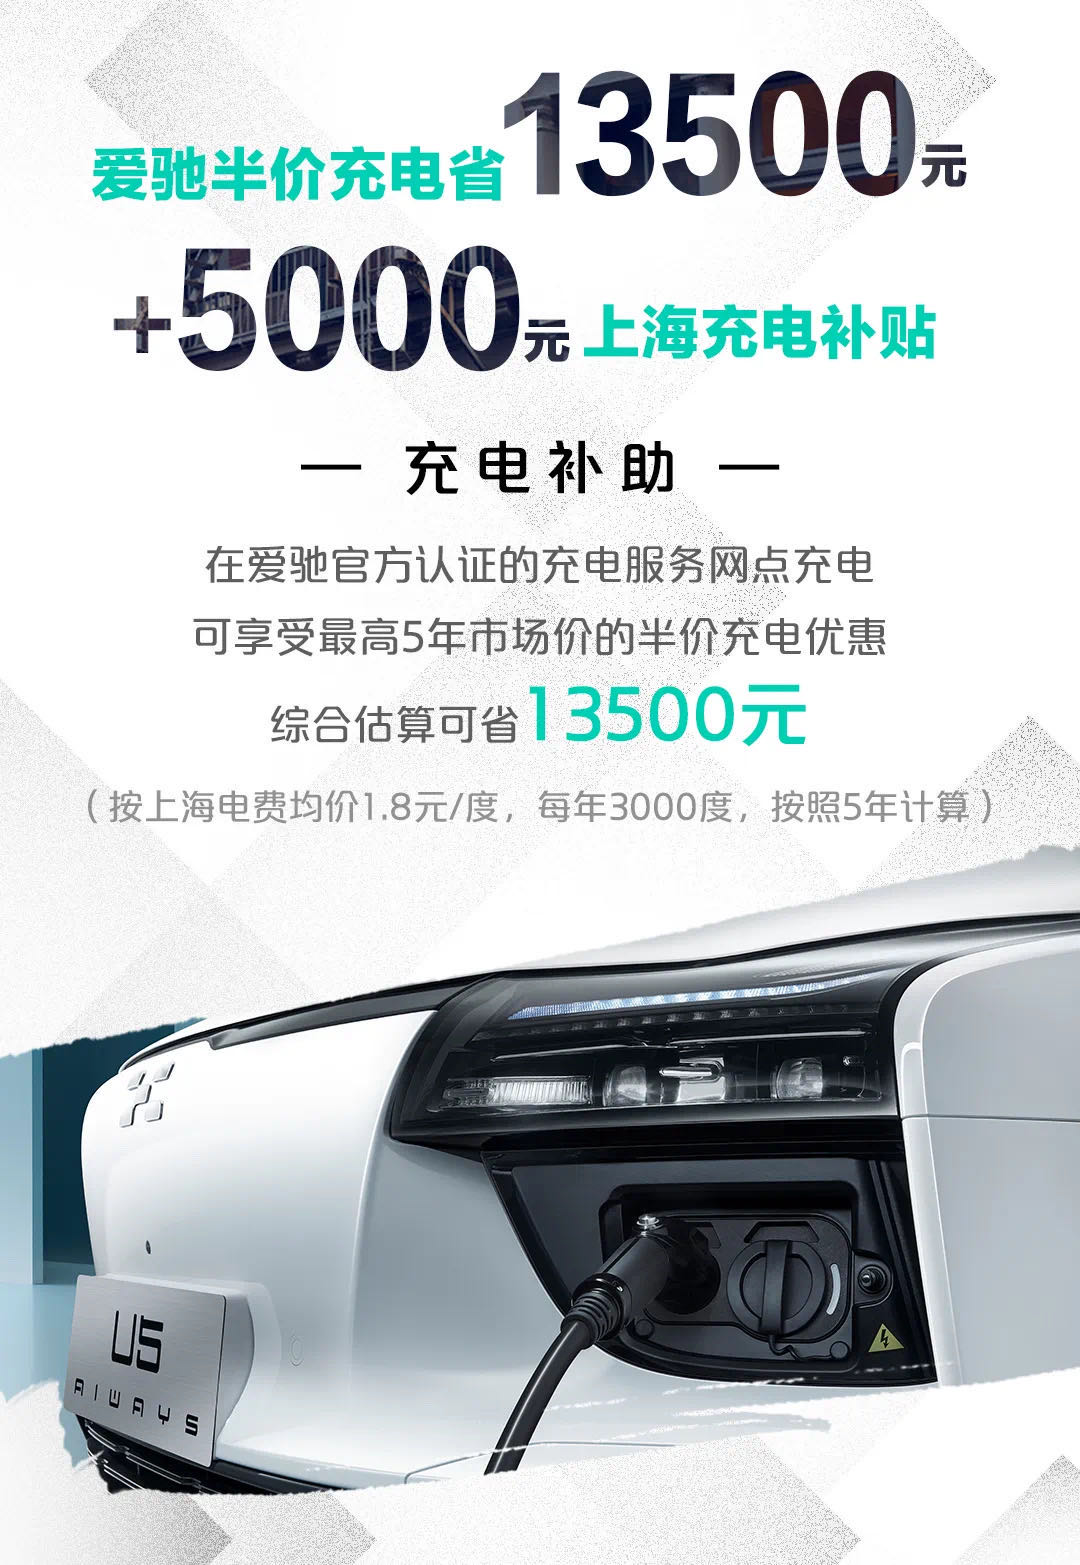 爱驰半价充电省13500元
+5000元上海充电补贴
— 充电补助 —
在爱驰官方认证的充电服务网点充电
可享受最高5年市场价的半价充电优惠
综合估算可省13500元
（按上海电费均价1.8元/度，每年3000度，按照5年计算）
U5
AIWAYS